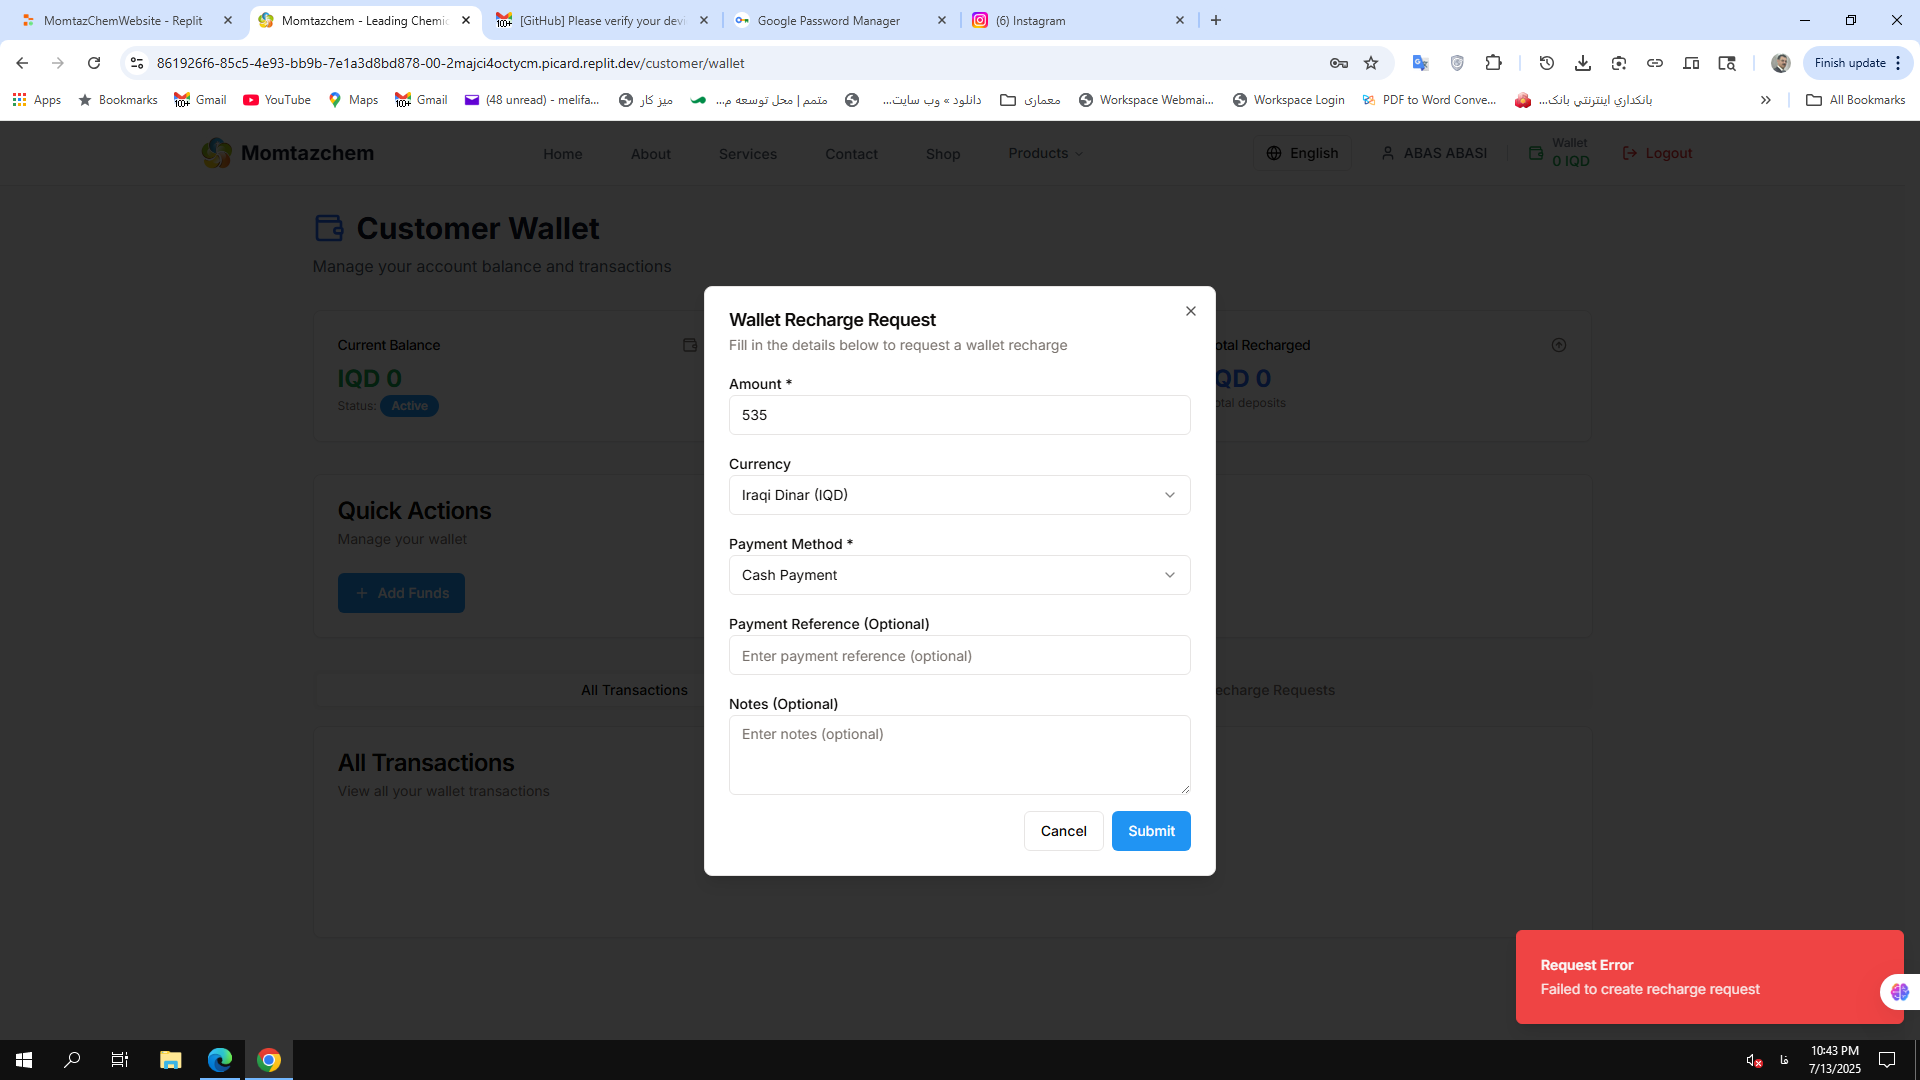 MomtazChemWebsite - Replit
Momtazchem - Leading Chemic
[GitHub] Please verify your devi
Google Password Manager
(6) Instagram
861926f6-85c5-4e93-bb9b-7e1a3d8bd878-00-2majci4octycm.picard.replit.dev/customer/wallet
Finish update
Apps
Bookmarks
Gmail
YouTube
Maps
Gmail
(48 unread) - melifa...
میز کار
متمم | محل توسعه م...
دانلود » وب سایت...
معماری
Workspace Webmai...
Workspace Login
PDF to Word Conve...
بانکداري اينترنتي بانک...
All Bookmarks
Momtazchem
Home
About
Services
Contact
Shop
Products
English
ABAS ABASI
Wallet
0 IQD
Logout
Customer Wallet
Manage your account balance and transactions
Current Balance
IQD 0
Status: Active
otal Recharged
QD 0
otal deposits
Quick Actions
Manage your wallet
+ Add Funds
All Transactions
echarge Requests
All Transactions
View all your wallet transactions
Wallet Recharge Request
Fill in the details below to request a wallet recharge
Amount *
535
Currency
Iraqi Dinar (IQD)
Payment Method *
Cash Payment
Payment Reference (Optional)
Enter payment reference (optional)
Notes (Optional)
Enter notes (optional)
Cancel
Submit
Request Error
Failed to create recharge request
فا
10:43 PM
7/13/2025